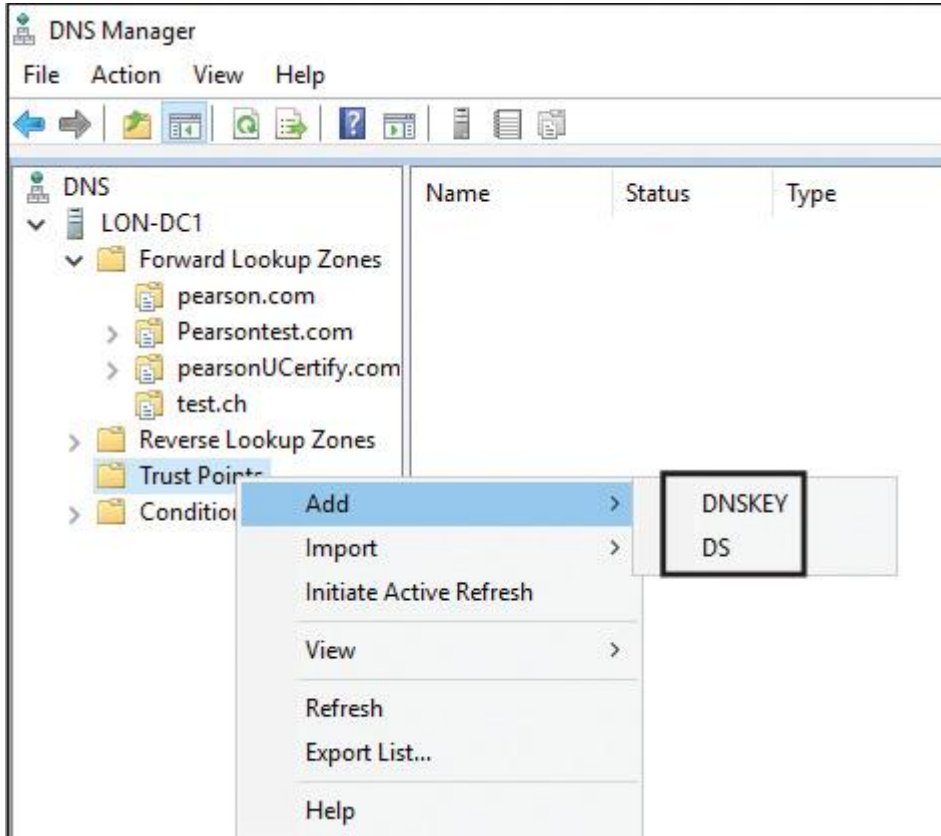 DNS Manager
File Action View Help
DNS
LON-DC1
Forward Lookup Zones
pearson.com
Pearsontest.com
pearsonUCertify.com
test.ch
Reverse Lookup Zones
Trust Points
Name Status Type
Add
Import
Initiate Active Refresh
View
Refresh
Export List...
Help
DNSKEY
DS